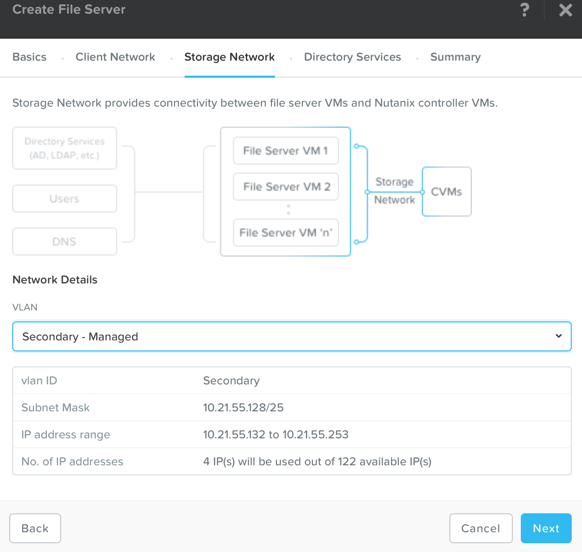 Create File Server
?
Basics
Client Network
Storage Network
Directory Services
Summary
Storage Network provides connectivity between file server VMs and Nutanix controller VMs.
Directory Services
(AD, LDAP, etc.)
Users
DNS
File Server VM 1
File Server VM 2
File Server VM 'n'
Storage
Network
CVMs
Network Details
VLAN
Secondary - Managed
vlan ID Secondary
Subnet Mask 10.21.55.128/25
IP address range 10.21.55.132 to 10.21.55.253
No. of IP addresses 4 IP(s) will be used out of 122 available IP(s)
Back
Cancel
Next